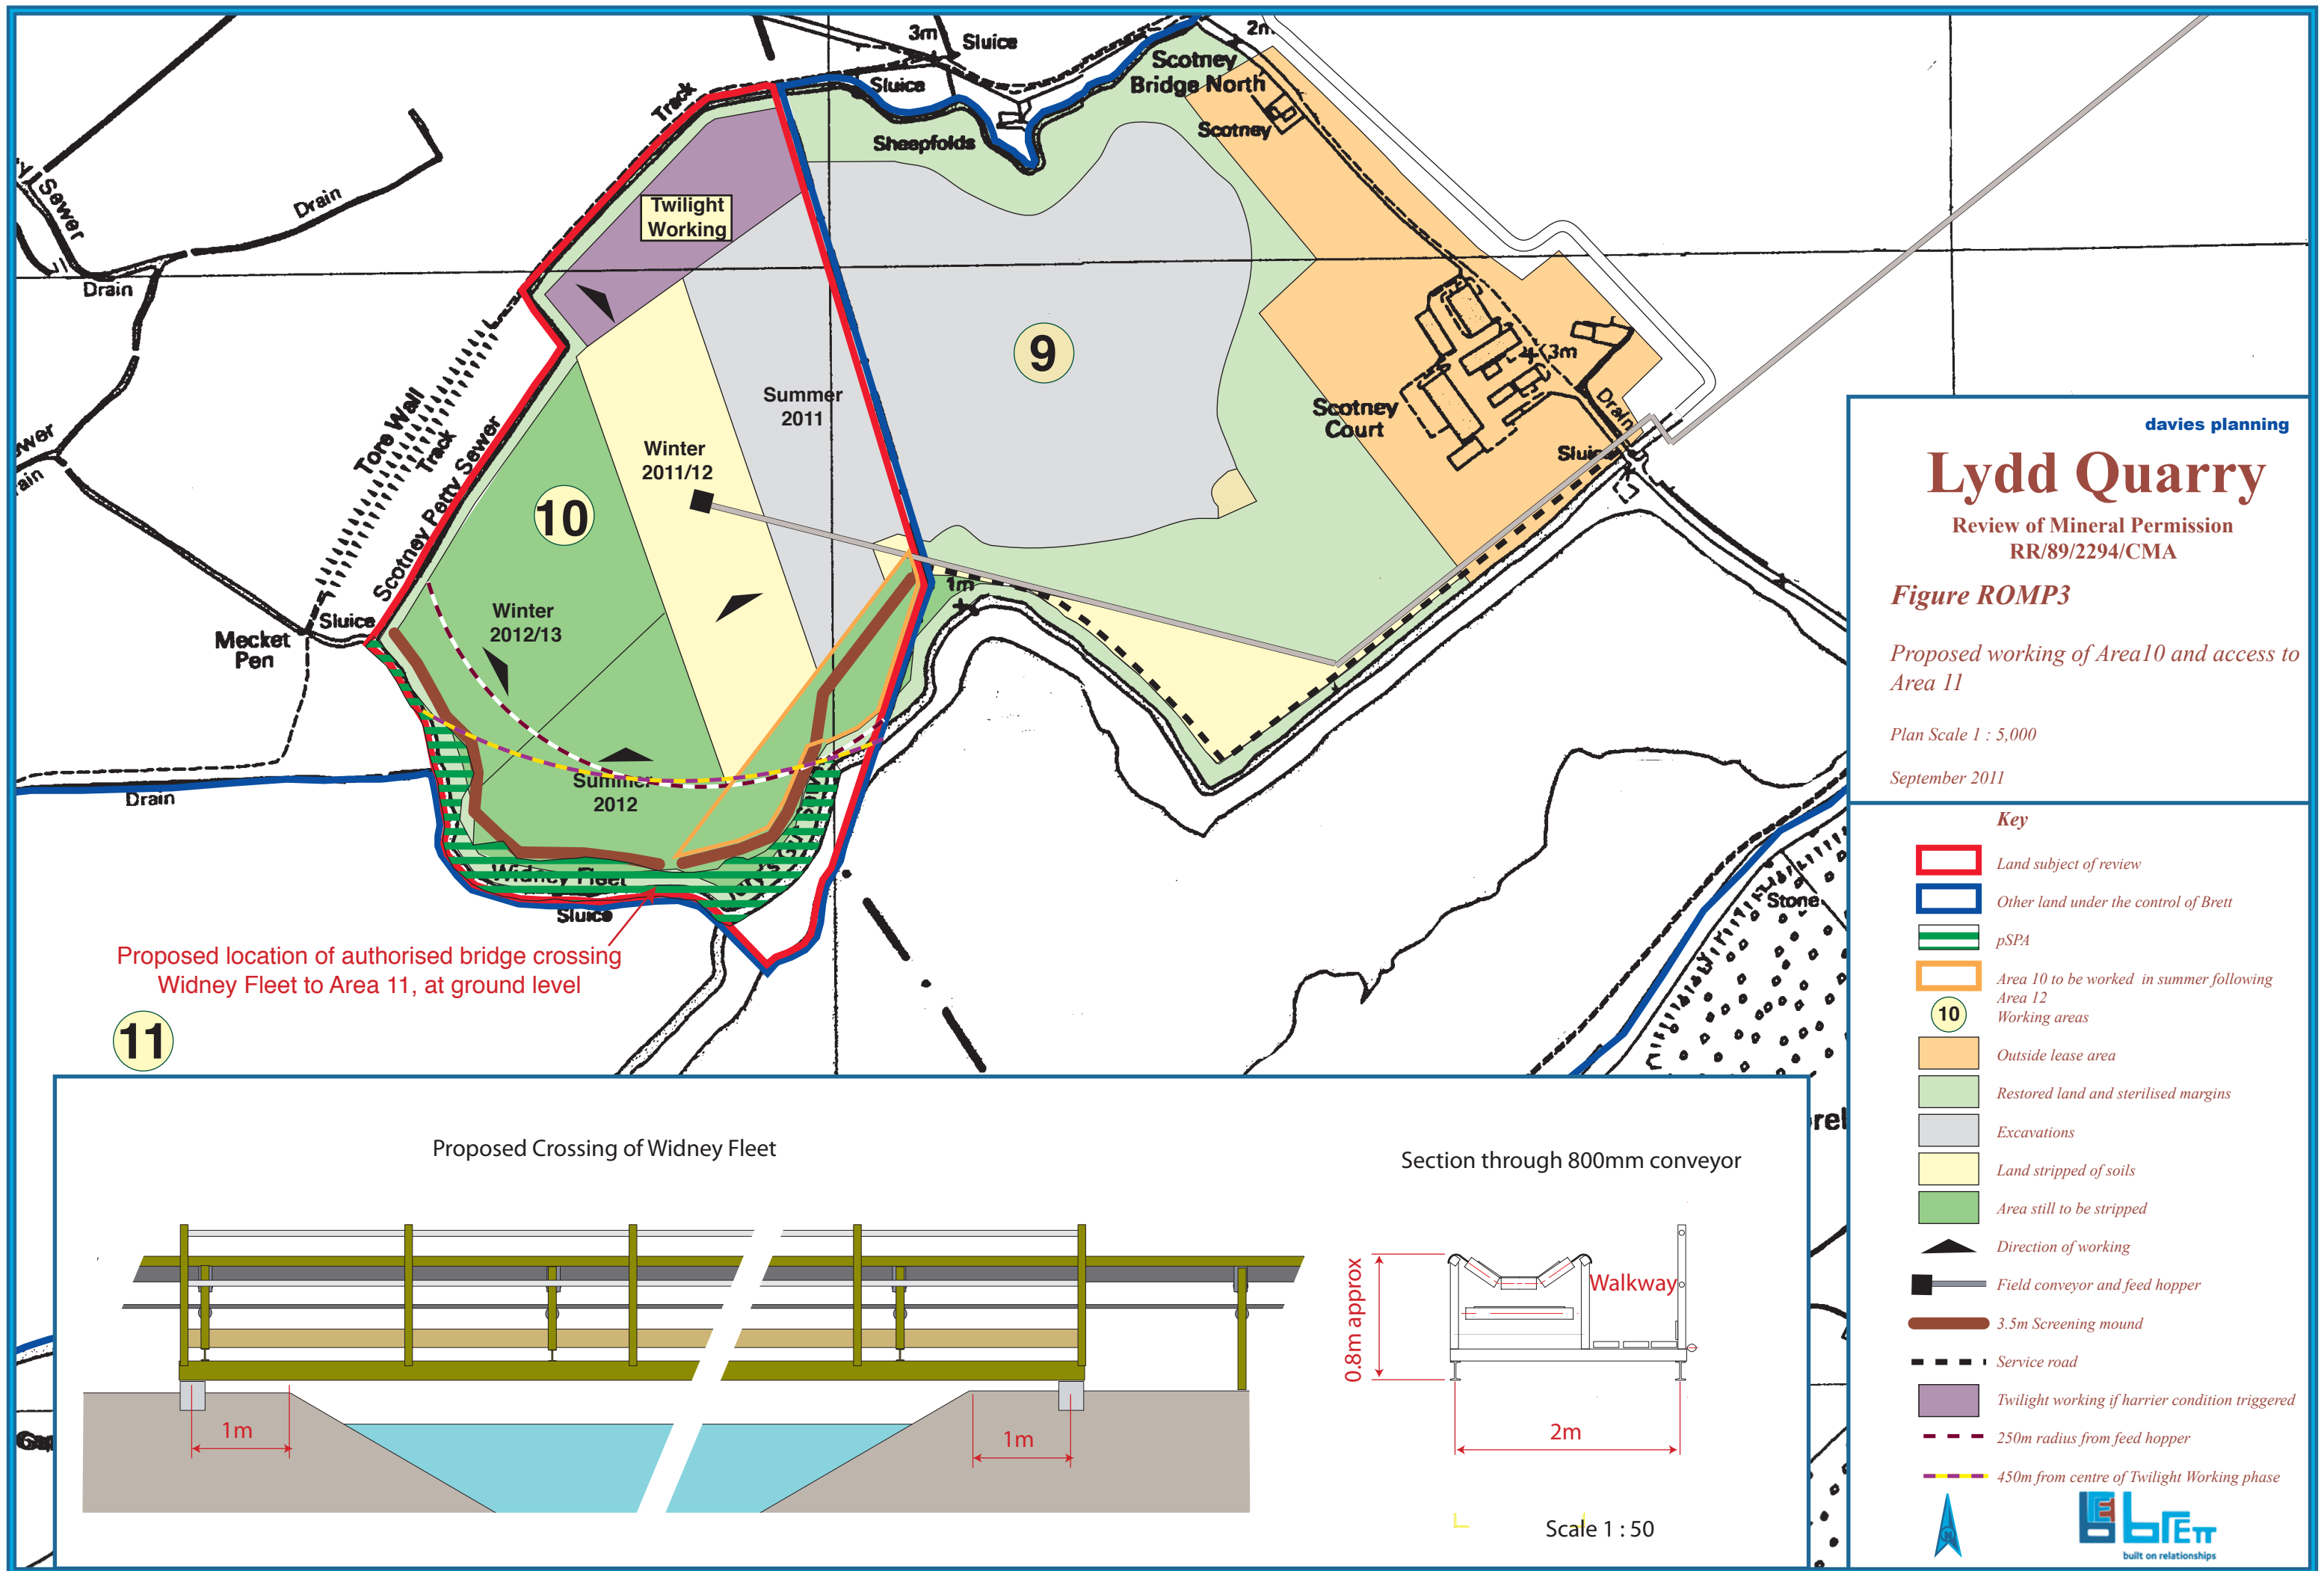 3m
Sluice
2m
Scotney
Bridge North
Sluice
Track
Sheepfolds
Scotney
Sewer
Drain
Twilight
Working
Drain
9
Summer
2011
3m
Tore Wall
Track
Scotney
Court
Drain
Winter
2011/12
Scotney Petty Sewer
10
1m
Winter
2012/13
Sluice
Mecket
Pen
Summer
2012
Drain
Widney Fleet
Sluice
Proposed location of authorised bridge crossing
Widney Fleet to Area 11, at ground level
11
Stone
davies planning
Lydd Quarry
Review of Mineral Permission
RR/89/2294/CMA
Figure ROMP3
Proposed working of Area10 and access to
Area 11
Plan Scale 1 : 5,000
September 2011
Key
Land subject of review
Other land under the control of Brett
pSPA
Area 10 to be worked in summer following
Area 12
10
Working areas
Outside lease area
Restored land and sterilised margins
Excavations
Land stripped of soils
Area still to be stripped
Direction of working
Field conveyor and feed hopper
3.5m Screening mound
Service road
Twilight working if harrier condition triggered
250m radius from feed hopper
450m from centre of Twilight Working phase
brett
built on relationships
Proposed Crossing of Widney Fleet
1m
1m
Section through 800mm conveyor
0.8m approx
Walkway
2m
Scale 1 : 50